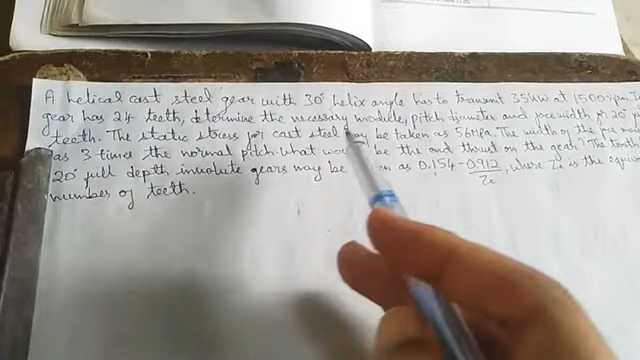 A helical cast steel gear with 30° helix angle has to transmit 35kW at 1500 rpm. If
gear has 24 teeth, determine the necessary module, pitch diameter and face width for 20°
teeth. The static stress for cast steel may be taken as 56MPa. The width of the face may
as 3 times the normal pitch. What would be the end thrust on the gear? The tooth
20° full depth involute gears may be as 0.154-0.912/Ze, where Ze is the equi
number of teeth.